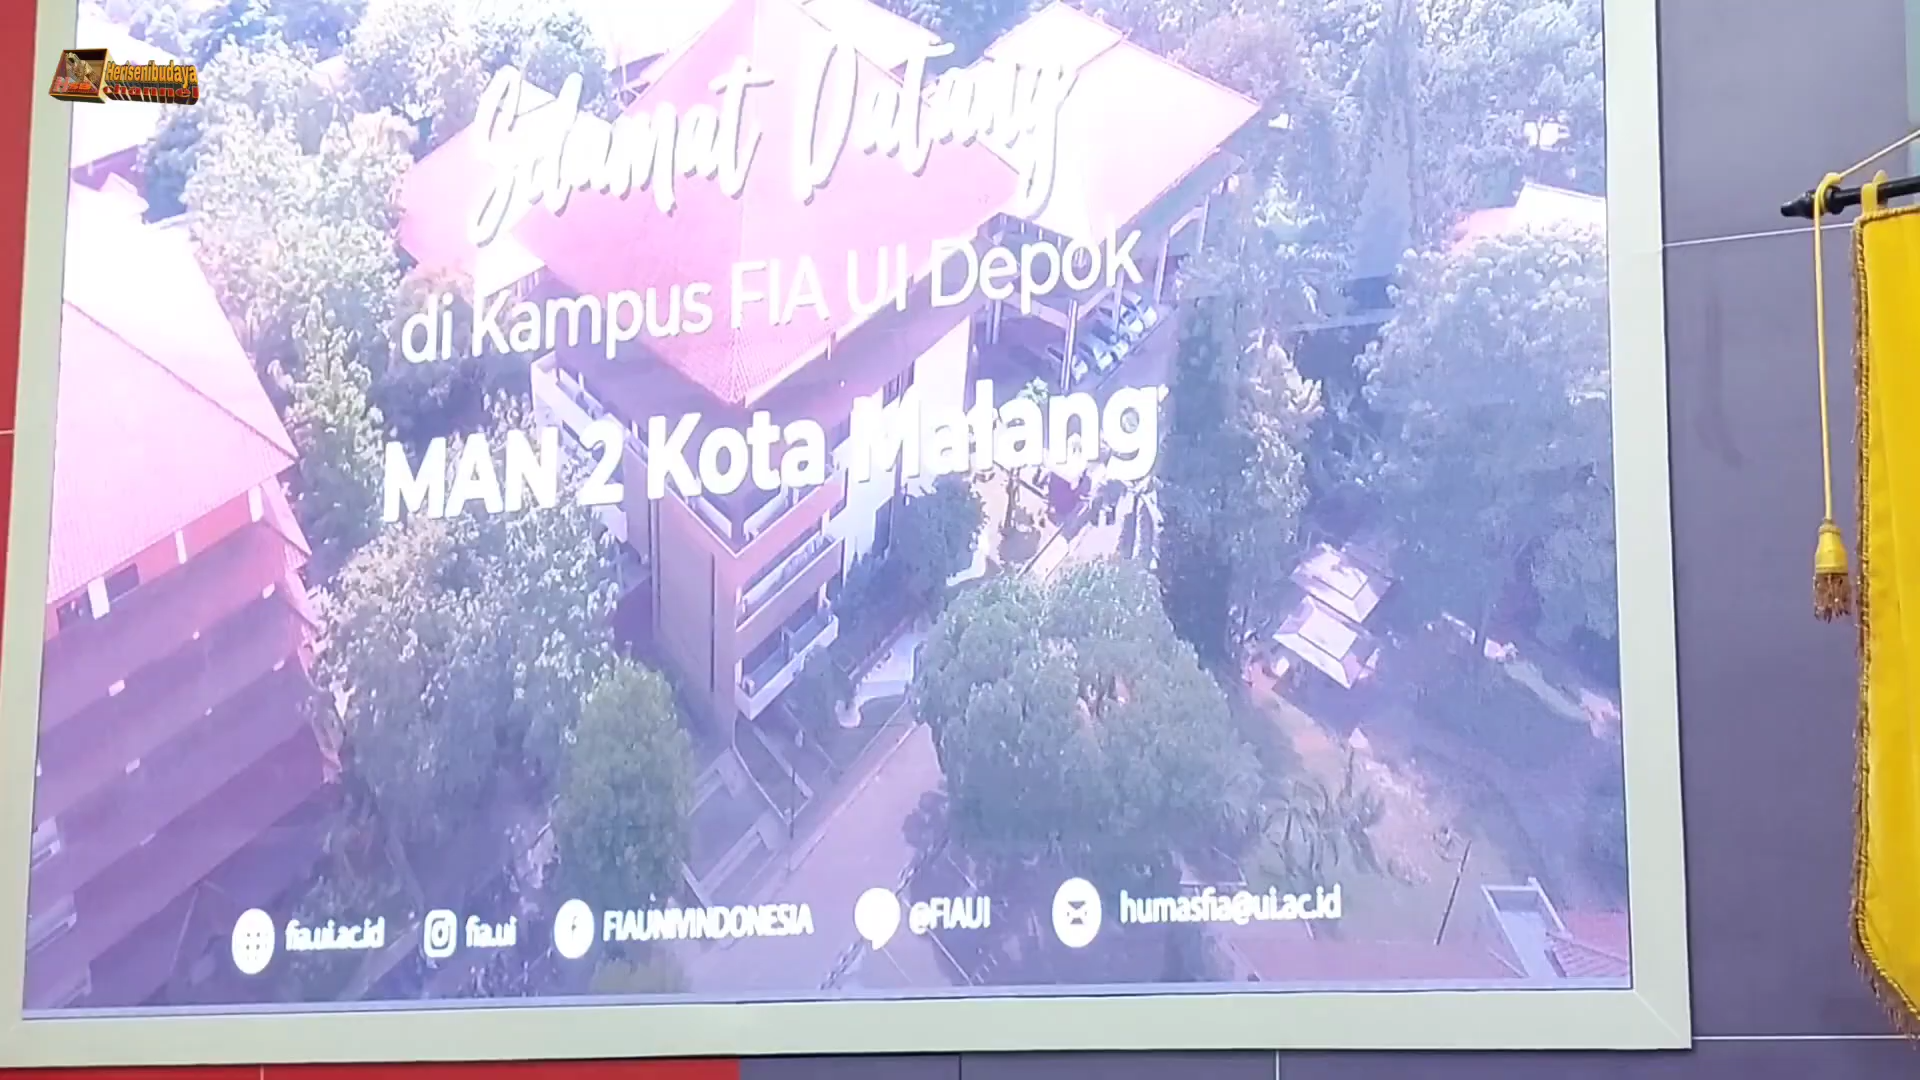 Herisenibudaya
channel
Selamat Datang
di Kampus FIA UI Depok
MAN 2 Kota Malang
fia.ui.ac.id fia.ui FIAUNIVINDONESIA @FIAUI humasfia@ui.ac.id